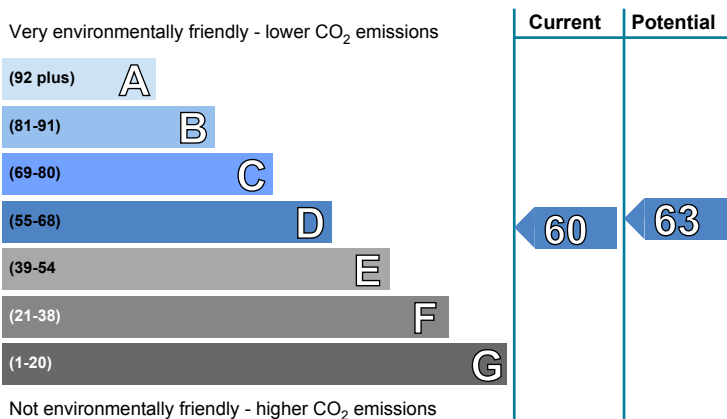 Current Potential
Very environmentally friendly - lower CO2 emissions
(92 plus) A
(81-91) B
(69-80) C
(55-68) D
60 63
(39-54 E
(21-38) F
(1-20) G
Not environmentally friendly - higher CO2 emissions